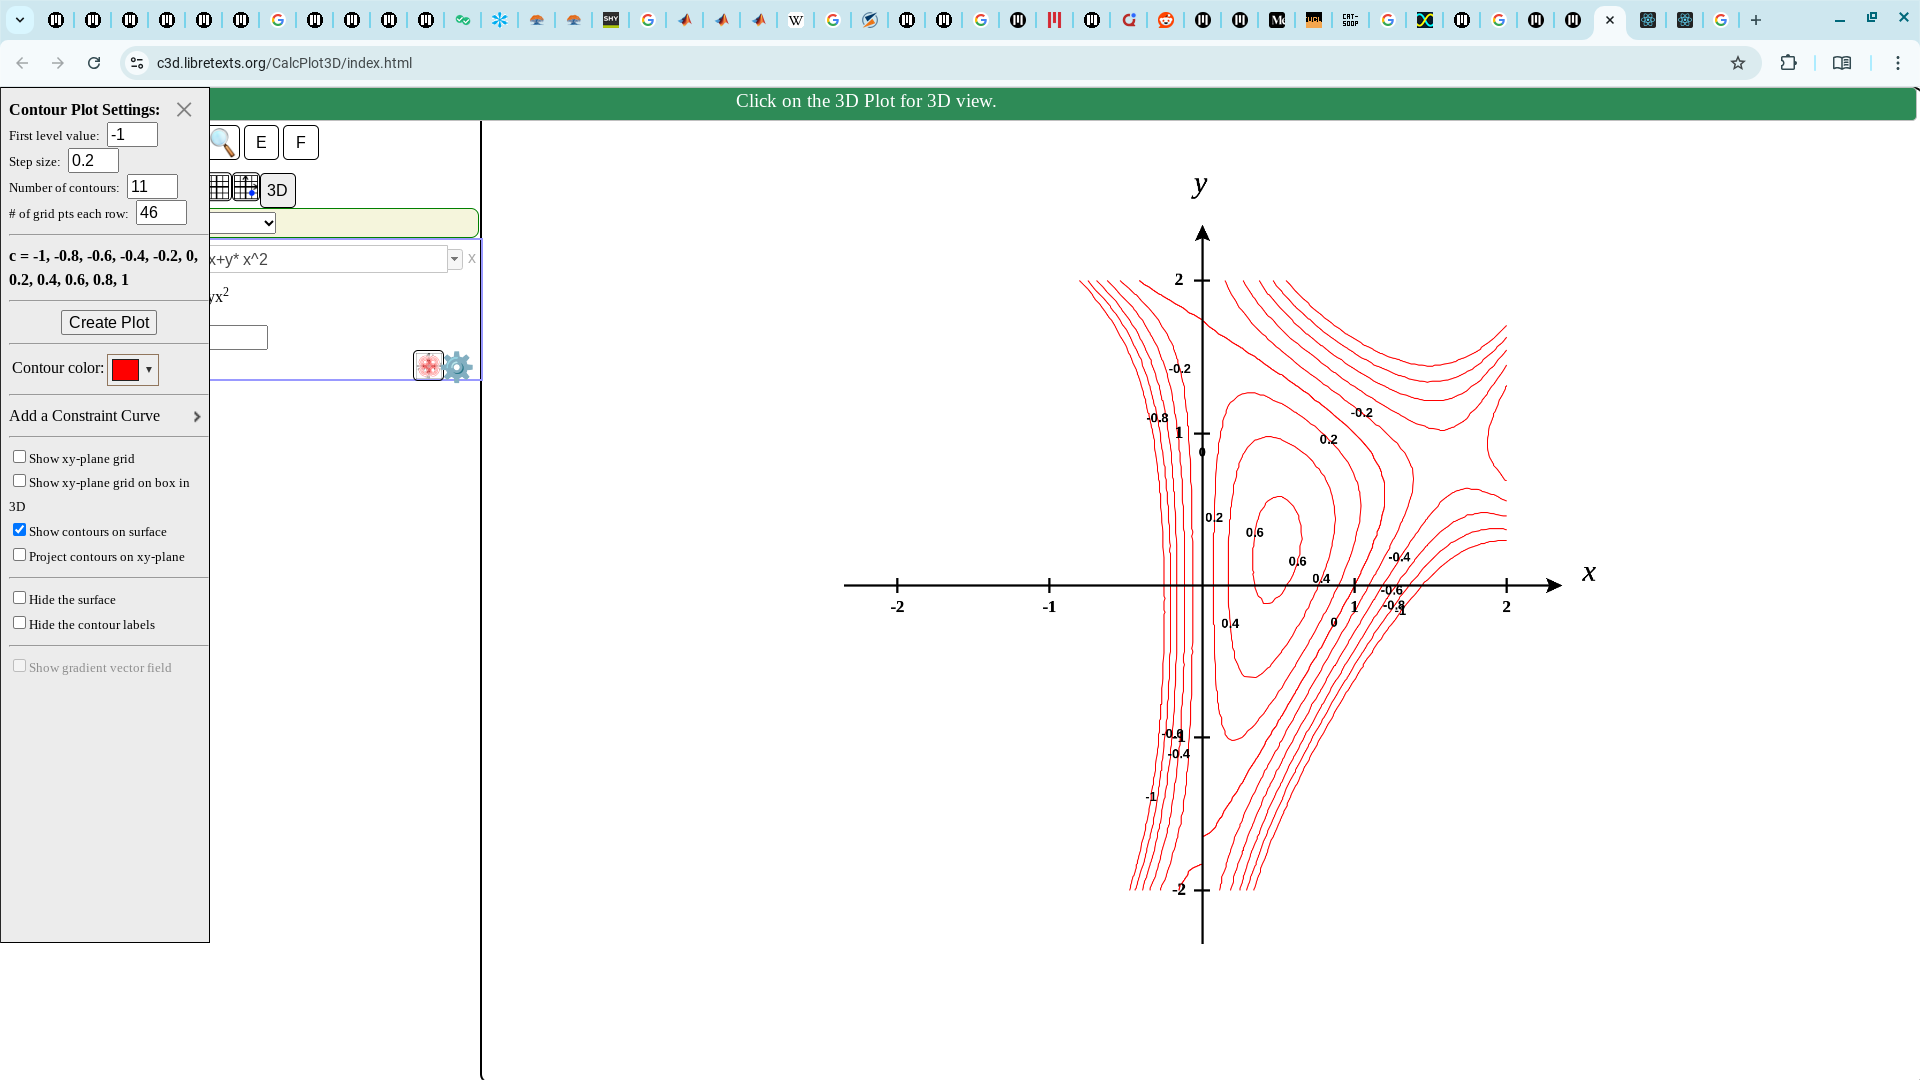 SHY
W
CAT-
SOOP
c3d.libretexts.org/CalcPlot3D/index.html
Click on the 3D Plot for 3D view.
Contour Plot Settings:
First level value: -1
Step size: 0.2
Number of contours: 11
# of grid pts each row: 46
c = -1, -0.8, -0.6, -0.4, -0.2, 0,
0.2, 0.4, 0.6, 0.8, 1
Create Plot
Contour color:
Add a Constraint Curve
Show xy-plane grid
Show xy-plane grid on box in
3D
Show contours on surface
Project contours on xy-plane
Hide the surface
Hide the contour labels
Show gradient vector field
E F
3D
x+y* x^2 x
yx2
y
2
-0.2
-0.2
-0.8
1
0.2
0
0.2
0.6
-0.4
0.6
x
0.4
-0.6
-2 -1 1 2
-0.8
-1
0.4
0
-1
-0.4
-1
-2